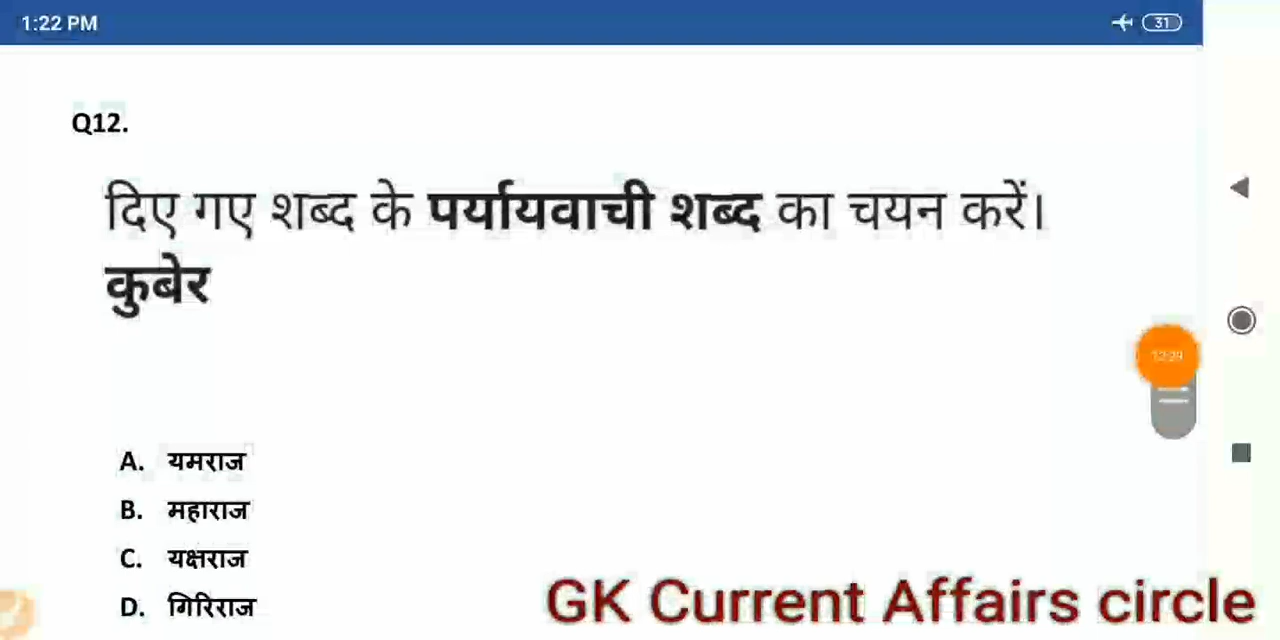 1:22 PM
31
Q12.
दिए गए शब्द के पर्यायवाची शब्द का चयन करें।
कुबेर
A. यमराज
B. महाराज
C. यक्षराज
D. गिरिराज
GK Current Affairs circle